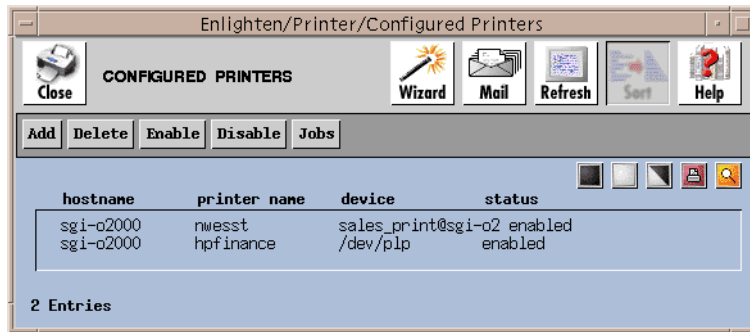 Enlighten/Printer/Configured Printers
Close
CONFIGURED PRINTERS
Wizard Mail Refresh Sort Help
Add Delete Enable Disable Jobs
hostname printer name device status
sgi-o2000 nwesst sales_print@sgi-o2 enabled
sgi-o2000 hpfinance /dev/plp enabled
2 Entries